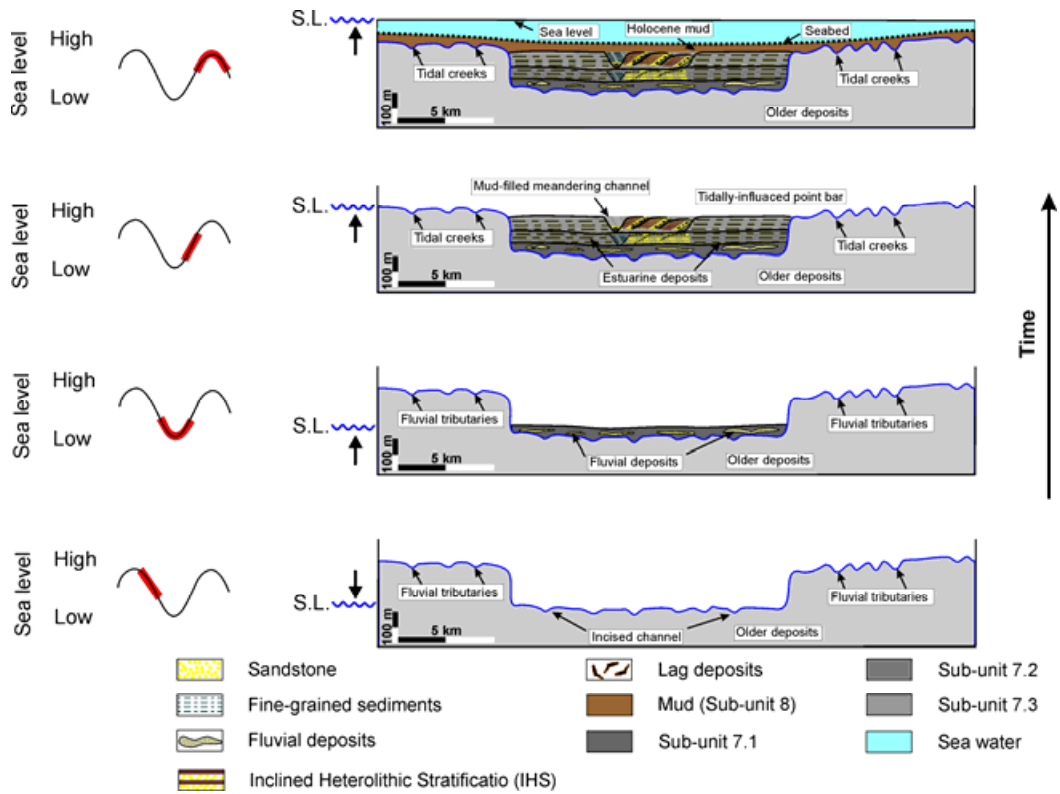 Sea level
High
Low
S.L.
Sea level
Holocene mud
Seabed
Tidal creeks
Tidal creeks
Older deposits
100 m
5 km
Sea level
High
Low
S.L.
Mud-filled meandering channel
Tidally-influaced point bar
Tidal creeks
Tidal creeks
Estuarine deposits
Older deposits
100 m
5 km
Time
Sea level
High
Low
S.L.
Fluvial tributaries
Fluvial tributaries
Fluvial deposits
Older deposits
100 m
5 km
Sea level
High
Low
S.L.
Fluvial tributaries
Fluvial tributaries
Incised channel
Older deposits
100 m
5 km
Sandstone
Fine-grained sediments
Fluvial deposits
Inclined Heterolithic Stratificatio (IHS)
Lag deposits
Mud (Sub-unit 8)
Sub-unit 7.1
Sub-unit 7.2
Sub-unit 7.3
Sea water